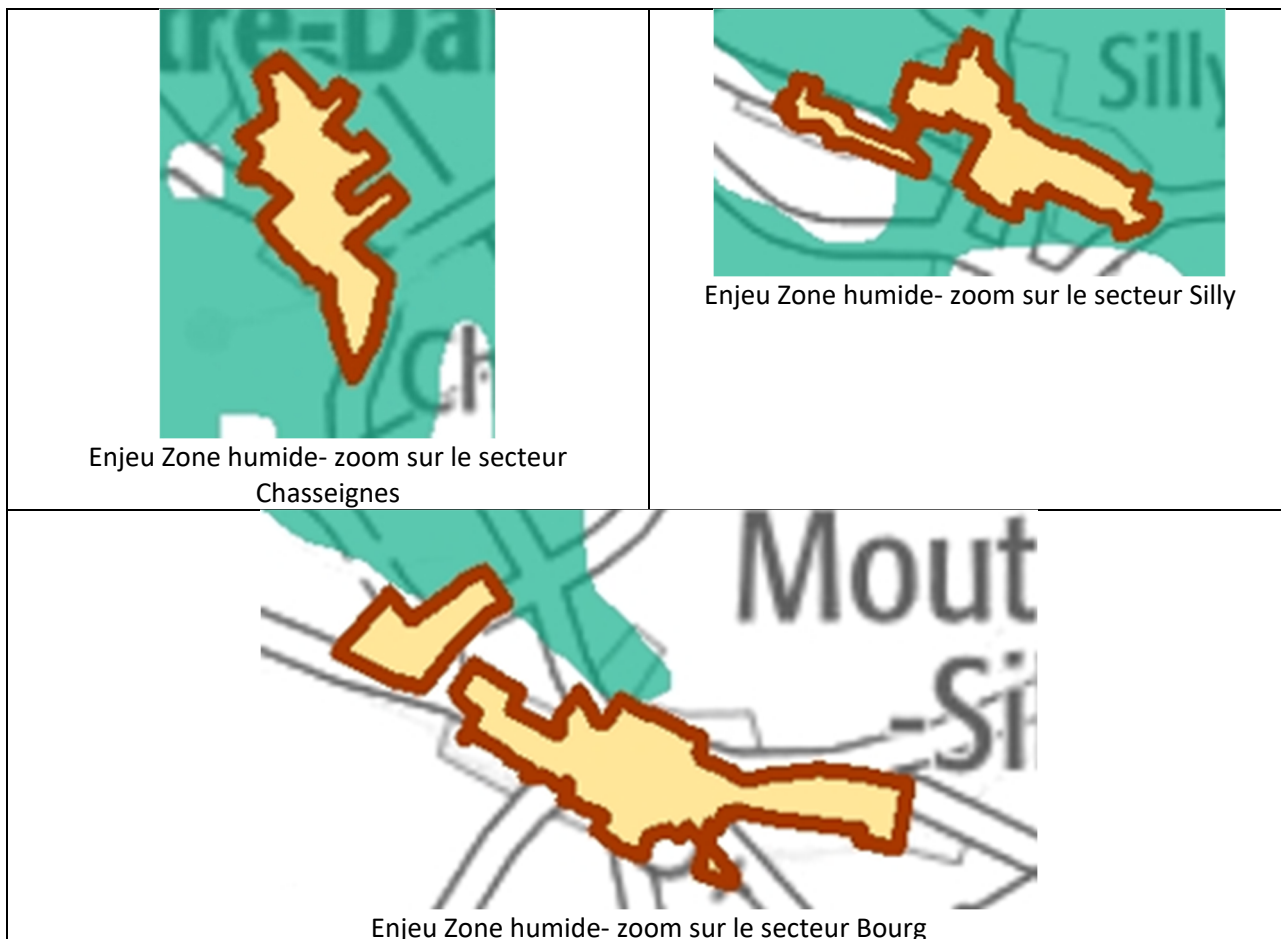 tre-Da
Silly
Ch
Enjeu Zone humide- zoom sur le secteur Silly
Enjeu Zone humide- zoom sur le secteur
Chasseignes
Mout
-Si
Enjeu Zone humide- zoom sur le secteur Bourg